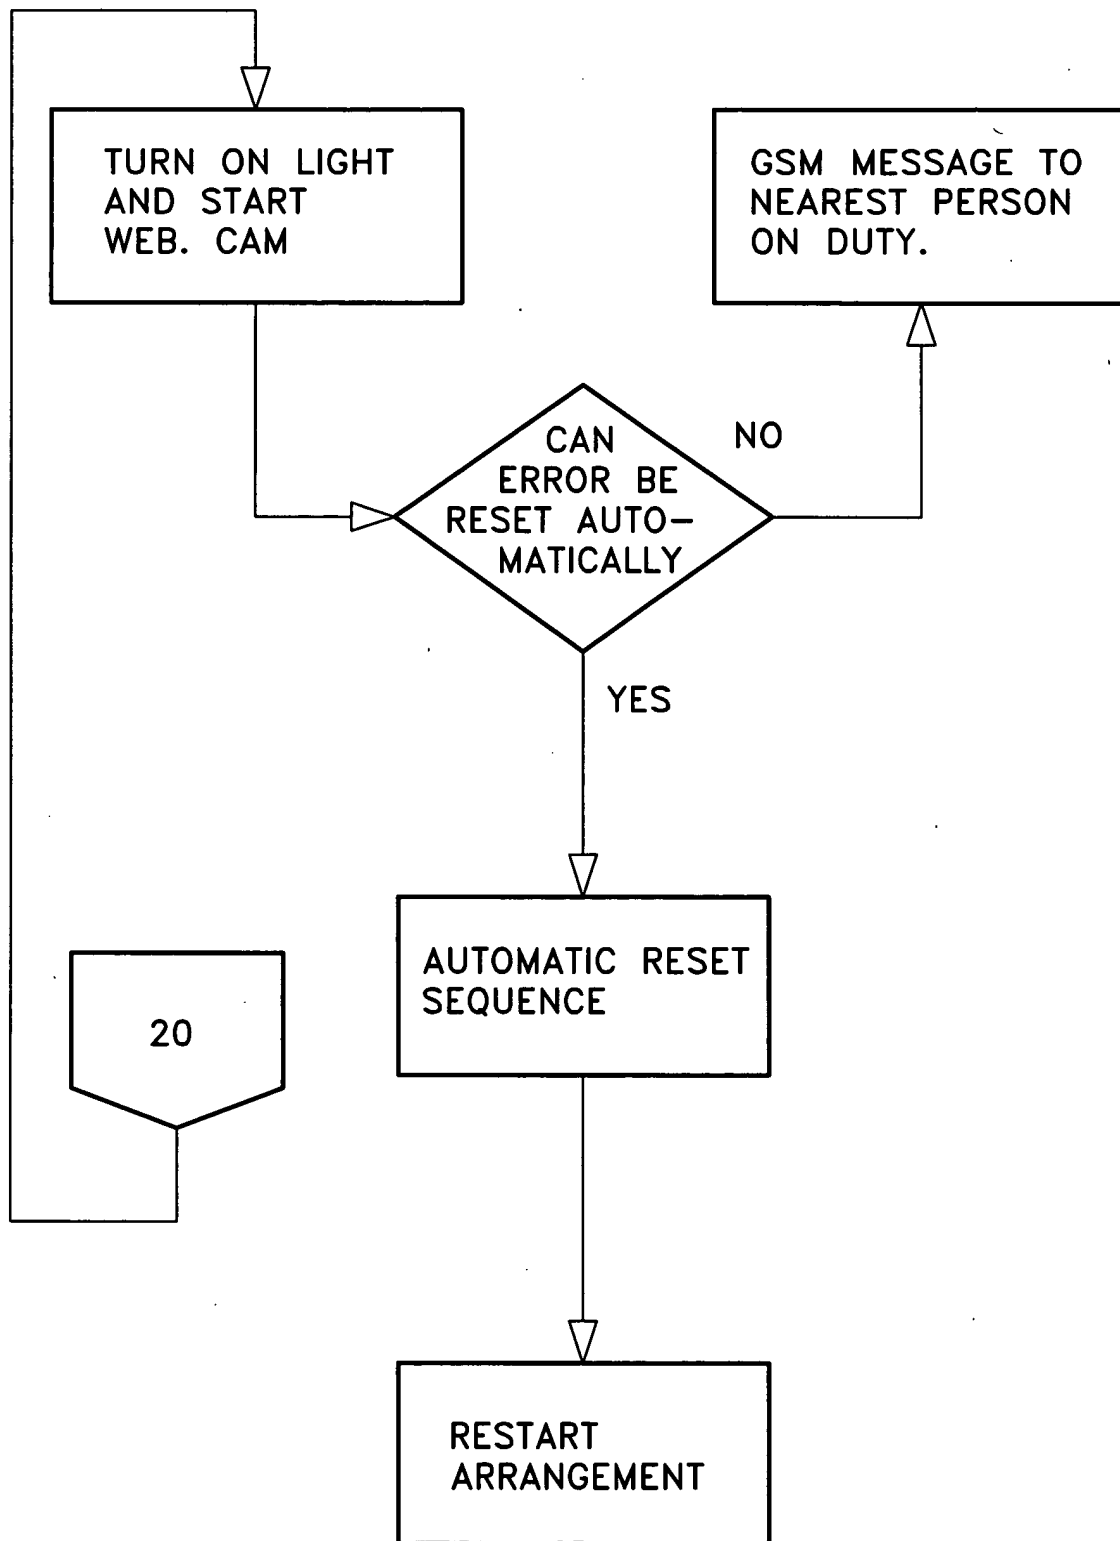 TURN ON LIGHT
AND START
WEB. CAM
GSM MESSAGE TO
NEAREST PERSON
ON DUTY.
CAN
ERROR BE
RESET AUTO-
MATICALLY
NO
YES
AUTOMATIC RESET
SEQUENCE
20
RESTART
ARRANGEMENT